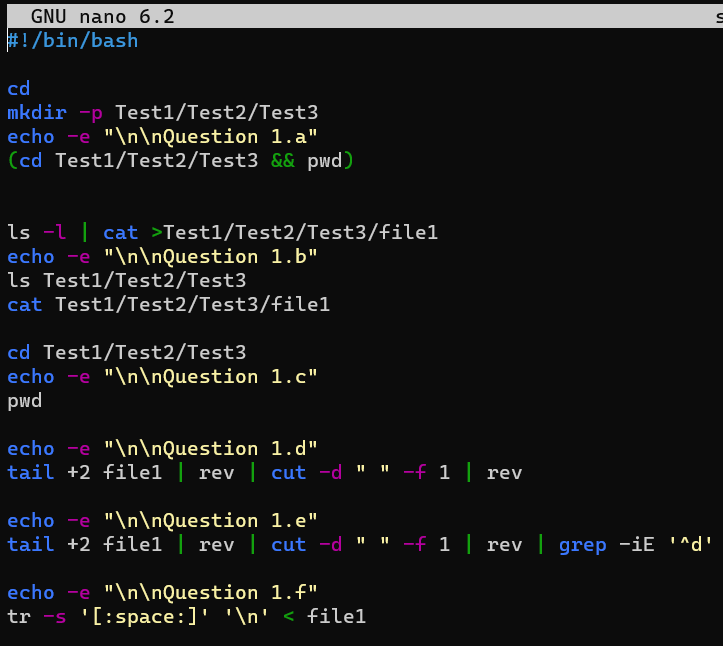 GNU nano 6.2
#!/bin/bash
cd
mkdir -p Test1/Test2/Test3
echo -e "\n\nQuestion 1.a"
(cd Test1/Test2/Test3 && pwd)
ls -l | cat >Test1/Test2/Test3/file1
echo -e "\n\nQuestion 1.b"
ls Test1/Test2/Test3
cat Test1/Test2/Test3/file1
cd Test1/Test2/Test3
echo -e "\n\nQuestion 1.c"
pwd
echo -e "\n\nQuestion 1.d"
tail +2 file1 | rev | cut -d " " -f 1 | rev
echo -e "\n\nQuestion 1.e"
tail +2 file1 | rev | cut -d " " -f 1 | rev | grep -iE '^d'
echo -e "\n\nQuestion 1.f"
tr -s '[:space:]' '\n' < file1